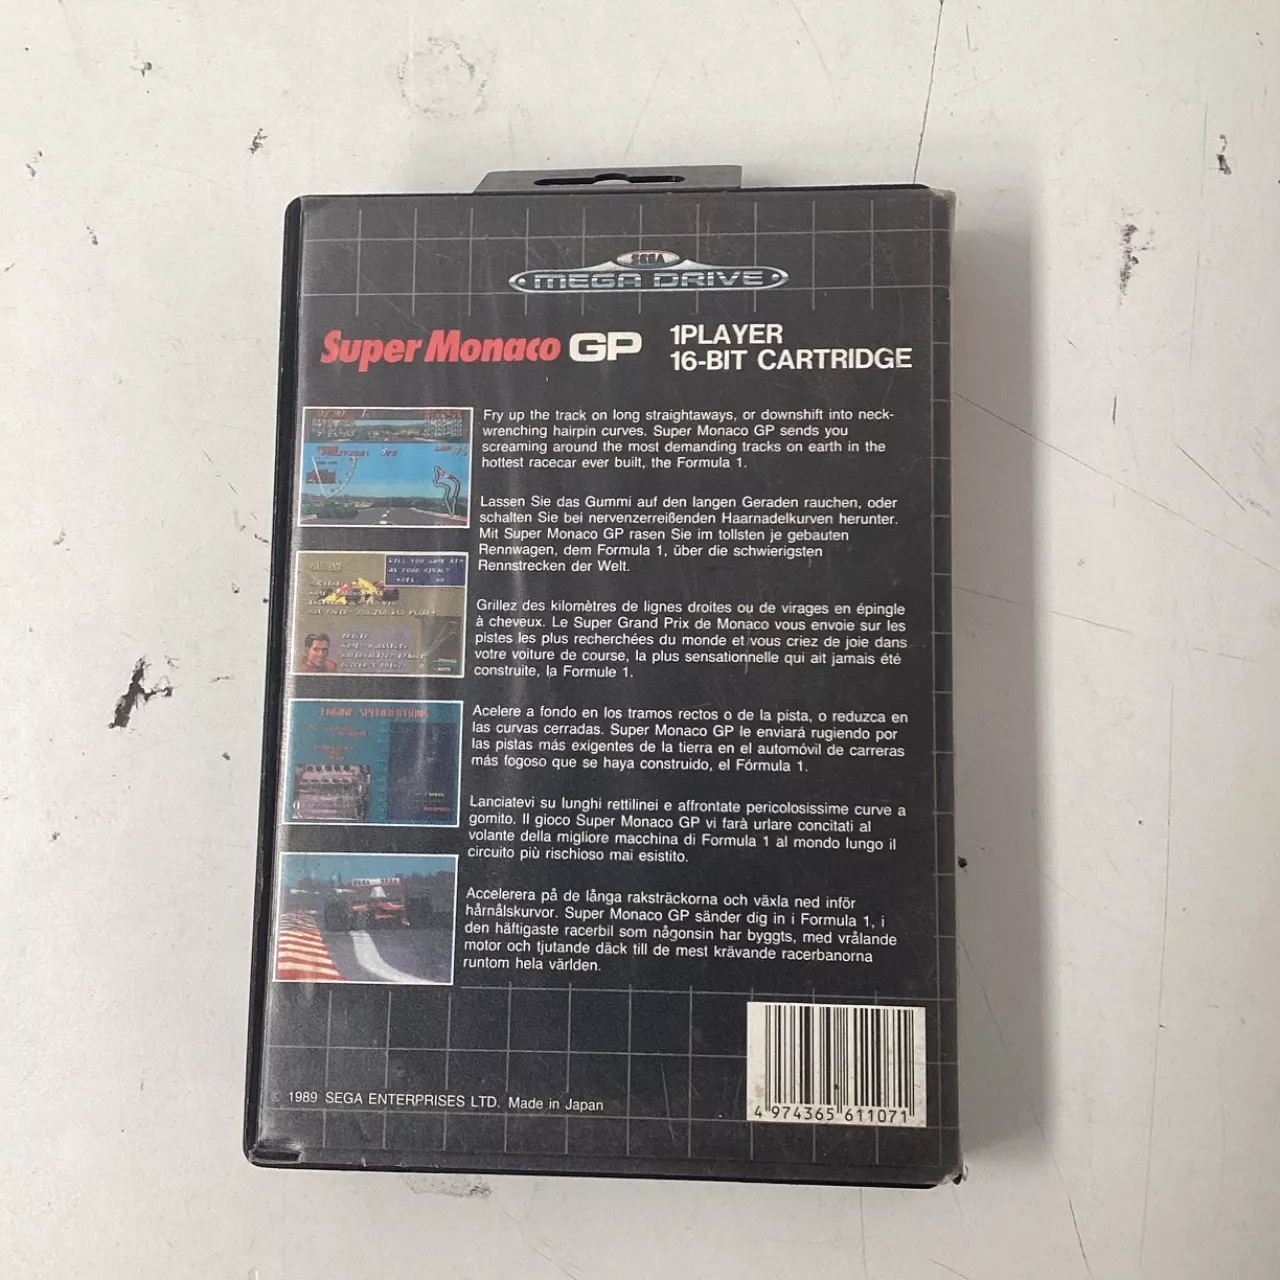 SEGA
MEGA DRIVE
Super Monaco GP
1PLAYER
16-BIT CARTRIDGE
Fry up the track on long straightaways, or downshift into neck-
wrenching hairpin curves. Super Monaco GP sends you
screaming around the most demanding tracks on earth in the
hottest racecar ever built, the Formula 1.
Lassen Sie das Gummi auf den langen Geraden rauchen, oder
schalten Sie bei nervenzerreißenden Haarnadelkurven herunter.
Mit Super Monaco GP rasen Sie im tollsten je gebauten
Rennwagen, dem Formula 1, über die schwierigsten
Rennstrecken der Welt.
WILL YOU NAME HIM
AS YOUR RIVAL?
YES NO
Grillez des kilomètres de lignes droites ou de virages en épingle
à cheveux. Le Super Grand Prix de Monaco vous envoie sur les
pistes les plus recherchées du monde et vous criez de joie dans
votre voiture de course, la plus sensationnelle qui ait jamais été
construite, la Formule 1.
ENGINE SPECIFICATIONS
Acelere a fondo en los tramos rectos o de la pista, o reduzca en
las curvas cerradas. Super Monaco GP le enviará rugiendo por
las pistas más exigentes de la tierra en el automóvil de carreras
más fogoso que se haya construido, el Fórmula 1.
Lanciatevi su lunghi rettilinei e affrontate pericolosissime curve a
gomito. Il gioco Super Monaco GP vi farà urlare concitati al
volante della migliore macchina di Formula 1 al mondo lungo il
circuito più rischioso mai esistito.
SEGA SEGA
Accelerera på de långa raksträckorna och växla ned inför
hårnålskurvor. Super Monaco GP sänder dig in i Formula 1, i
den häftigaste racerbil som någonsin har byggts, med vrålande
motor och tjutande däck till de mest krävande racerbanorna
runtom hela världen.
© 1989 SEGA ENTERPRISES LTD. Made in Japan
4 974365 611071